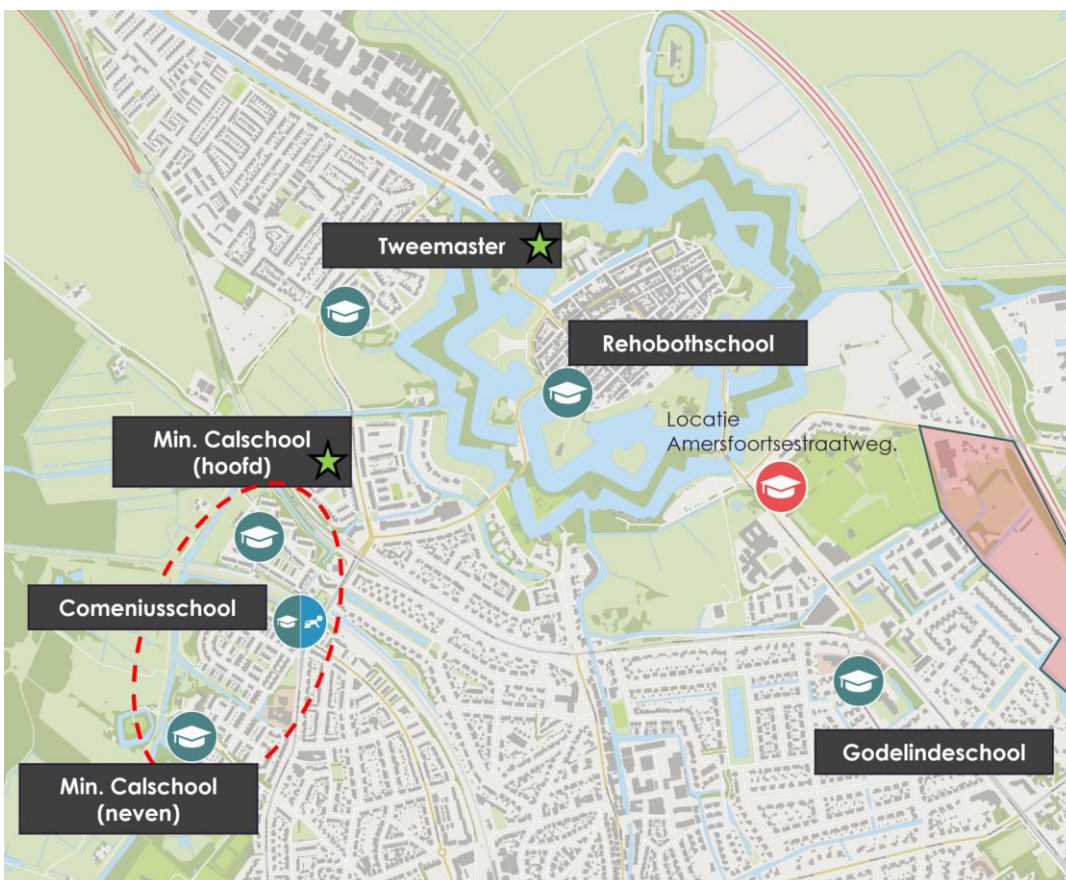 Tweemaster
Rehobothschool
Locatie
Amersfoortsestraatweg.
Min. Calschool
(hoofd)
Comeniusschool
Godelindeschool
Min. Calschool
(neven)